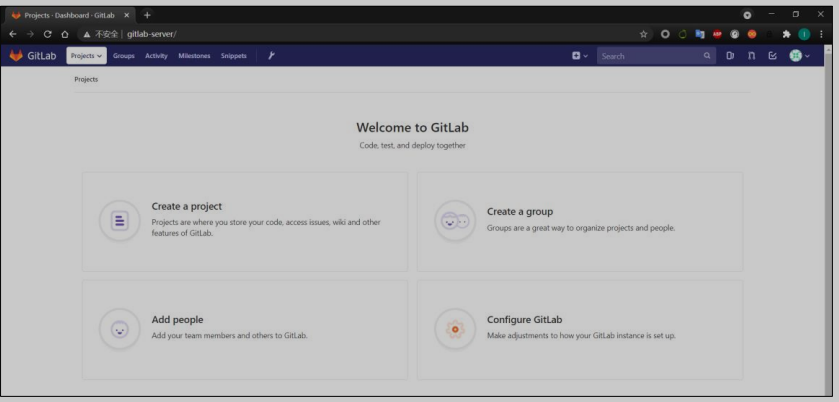 Projects · Dashboard · GitLab
不安全 | gitlab-server/
GitLab Projects Groups Activity Milestones Snippets Search
Projects
Welcome to GitLab
Code, test, and deploy together
Create a project
Projects are where you store your code, access issues, wiki and other
features of GitLab.
Create a group
Groups are a great way to organize projects and people.
Add people
Add your team members and others to GitLab.
Configure GitLab
Make adjustments to how your GitLab instance is set up.